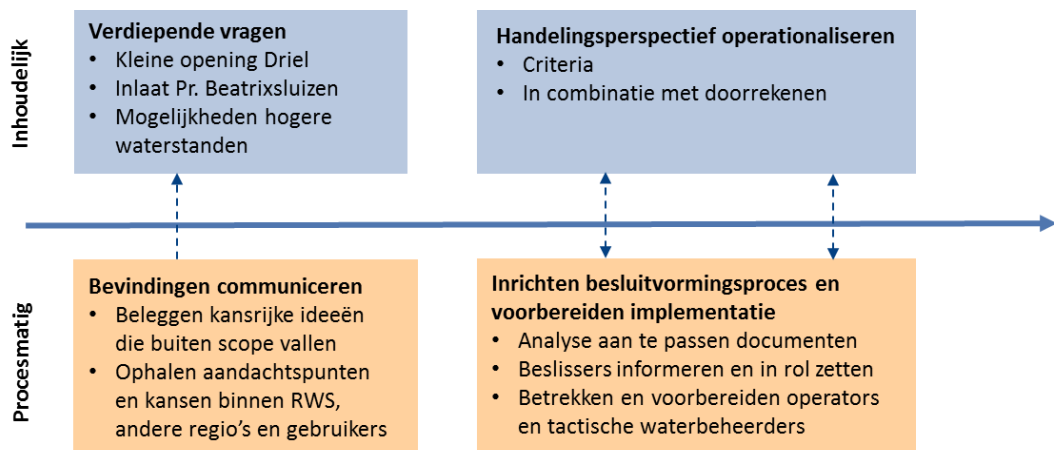 Inhoudelijk
Verdiepende vragen
• Kleine opening Driel
• Inlaat Pr. Beatrixsluizen
• Mogelijkheden hogere
waterstanden
Handelingsperspectief operationaliseren
• Criteria
• In combinatie met doorrekenen
Procesmatig
Bevindingen communiceren
• Beleggen kansrijke ideeën
die buiten scope vallen
• Ophalen aandachtspunten
en kansen binnen RWS,
andere regio's en gebruikers
Inrichten besluitvormingsproces en
voorbereiden implementatie
• Analyse aan te passen documenten
• Beslissers informeren en in rol zetten
• Betrekken en voorbereiden operators
en tactische waterbeheerders